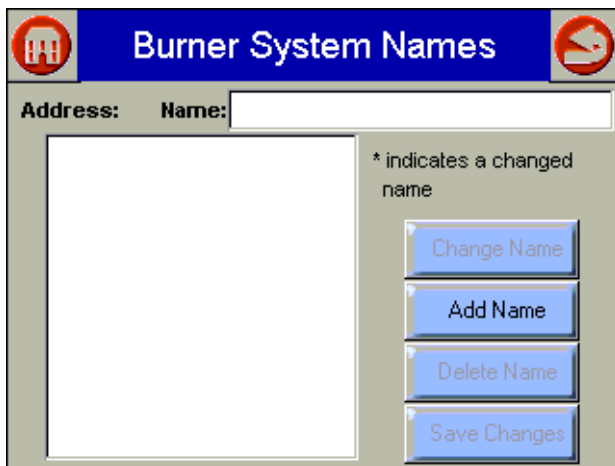 Burner System Names
Address: Name:
* indicates a changed
name
Change Name
Add Name
Delete Name
Save Changes